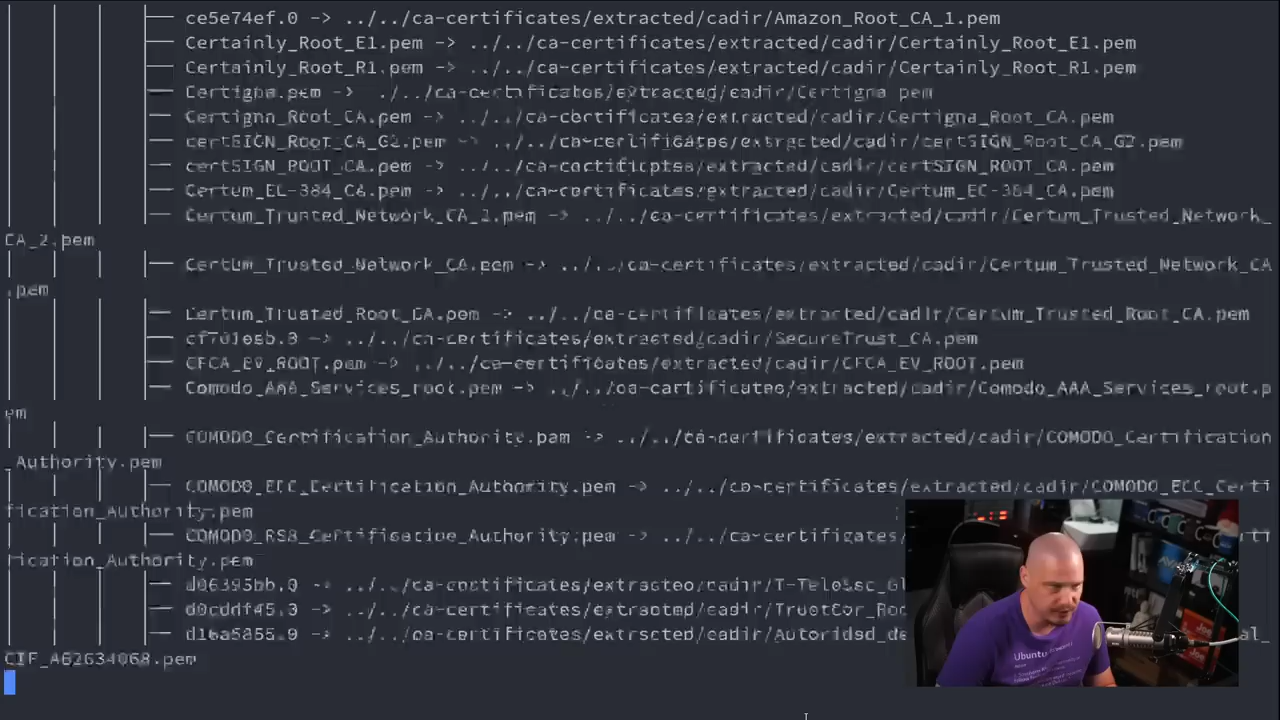 ├── ce5e74ef.0 -> ../../ca-certificates/extracted/cadir/Amazon_Root_CA_1.pem
├── Certainly_Root_E1.pem -> ../../ca-certificates/extracted/cadir/Certainly_Root_E1.pem
├── Certainly_Root_R1.pem -> ../../ca-certificates/extracted/cadir/Certainly_Root_R1.pem
├── Certigna.pem -> ../../ca-certificates/extracted/cadir/Certigna.pem
├── Certigna_Root_CA.pem -> ../../ca-certificates/extracted/cadir/Certigna_Root_CA.pem
├── certSIGN_Root_CA_G2.pem -> ../../ca-certificates/extracted/cadir/certSIGN_Root_CA_G2.pem
├── certSIGN_ROOT_CA.pem -> ../../ca-certificates/extracted/cadir/certSIGN_ROOT_CA.pem
├── Certum_EC-384_CA.pem -> ../../ca-certificates/extracted/cadir/Certum_EC-384_CA.pem
├── Certum_Trusted_Network_CA_2.pem -> ../../ca-certificates/extracted/cadir/Certum_Trusted_Network_
CA_2.pem
├── Certum_Trusted_Network_CA.pem -> ../../ca-certificates/extracted/cadir/Certum_Trusted_Network_CA
.pem
├── Certum_Trusted_Root_CA.pem -> ../../ca-certificates/extracted/cadir/Certum_Trusted_Root_CA.pem
├── -> ../../ca-certificates/extracted/cadir/SecureTrust_CA.pem
├── CFCA_EV_ROOT.pem -> ../../ca-certificates/extracted/cadir/CFCA_EV_ROOT.pem
├── Comodo_AAA_Services_root.pem -> ../../ca-certificates/extracted/cadir/Comodo_AAA_Services_root.p
em
├── COMODO_Certification_Authority.pem -> ../../ca-certificates/extracted/cadir/COMODO_Certification
_Authority.pem
├── COMODO_ECC_Certification_Authority.pem -> ../../ca-certificates/extracted/cadir/COMODO_ECC_Certi
fication_Authority.pem
├── COMODO_RSA_Certification_Authority.pem -> ../../ca-certificates/
fication_Authority.pem
├── -> ../../ca-certificates/extracted/cadir/T-TeleSec_Gl
├── -> ../../ca-certificates/extracted/cadir/TrustCor_Roo
├── -> ../../ca-certificates/extracted/cadir/Autoridad_de
CIF_A62634068.pem
Ubuntu